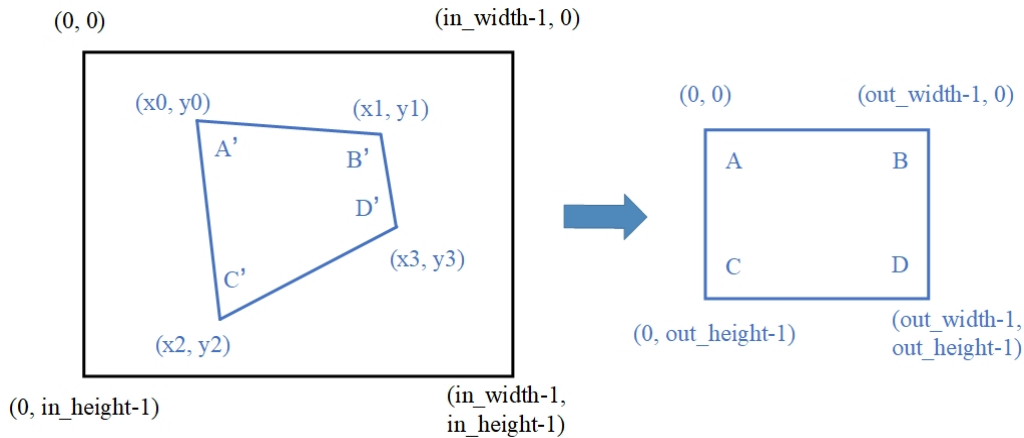 (0, 0)
(in_width-1, 0)
(x0, y0)
(x1, y1)
A’
B’
D’
C’
(x3, y3)
(x2, y2)
(0, in_height-1)
(in_width-1,
in_height-1)
(0, 0)
(out_width-1, 0)
A
B
C
D
(0, out_height-1)
(out_width-1,
out_height-1)